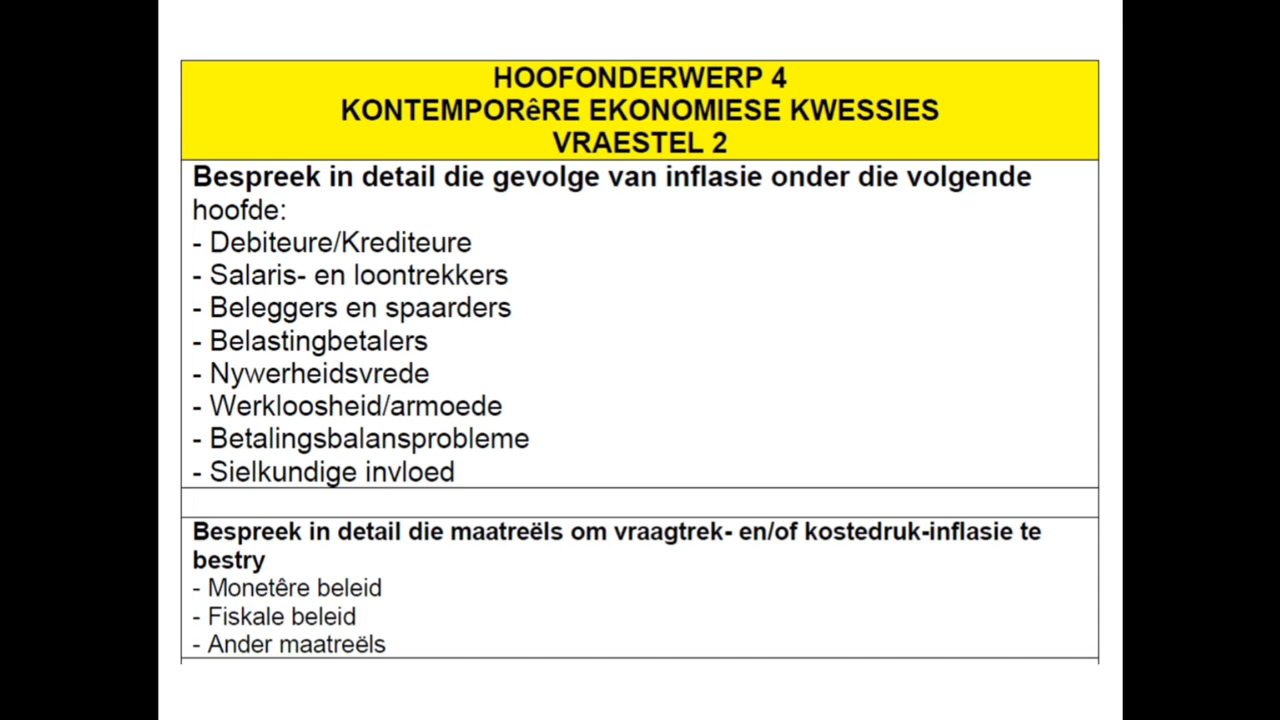 HOOFONDERWERP 4
KONTEMPORêRE EKONOMIESE KWESSIES
VRAESTEL 2
Bespreek in detail die gevolge van inflasie onder die volgende
hoofde:
- Debiteure/Krediteure
- Salaris- en loontrekkers
- Beleggers en spaarders
- Belastingbetalers
- Nywerheidsvrede
- Werkloosheid/armoede
- Betalingsbalansprobleme
- Sielkundige invloed
Bespreek in detail die maatreëls om vraagtrek- en/of kostedruk-inflasie te
bestry
- Monetêre beleid
- Fiskale beleid
- Ander maatreëls